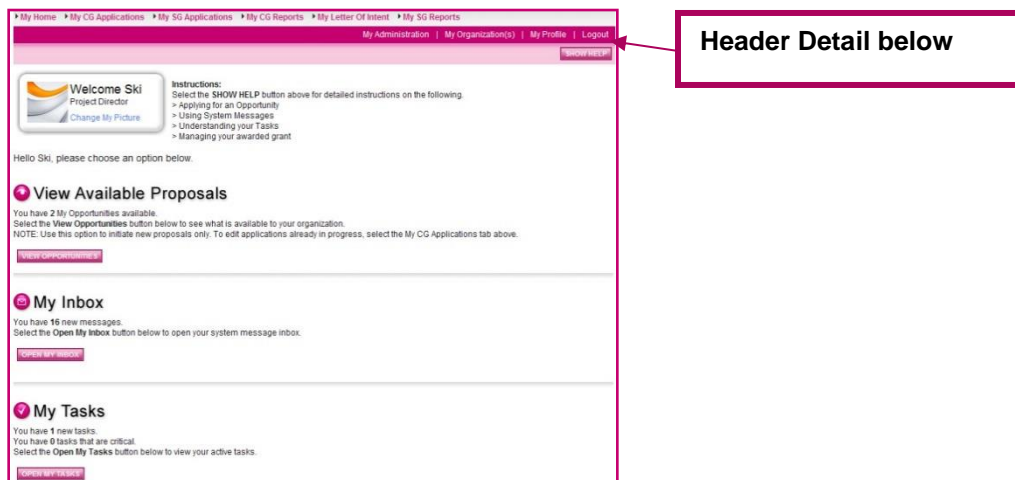 My Home My CG Applications My SG Applications My CG Reports My Letter Of Intent My SG Reports
My Administration | My Organization(s) | My Profile | Logout
SHOW HELP
Header Detail below
Welcome Ski
Project Director
Change My Picture
Instructions:
Select the SHOW HELP button above for detailed instructions on the following.
> Applying for an Opportunity
> Using System Messages
> Understanding your Tasks
> Managing your awarded grant
Hello Ski, please choose an option below.
View Available Proposals
You have 2 My Opportunities available.
Select the View Opportunities button below to see what is available to your organization.
NOTE: Use this option to initiate new proposals only. To edit applications already in progress, select the My CG Applications tab above.
VIEW OPPORTUNITIES
My Inbox
You have 16 new messages.
Select the Open My Inbox button below to open your system message inbox.
OPEN MY INBOX
My Tasks
You have 1 new tasks.
You have 0 tasks that are critical.
Select the Open My Tasks button below to view your active tasks.
OPEN MY TASKS